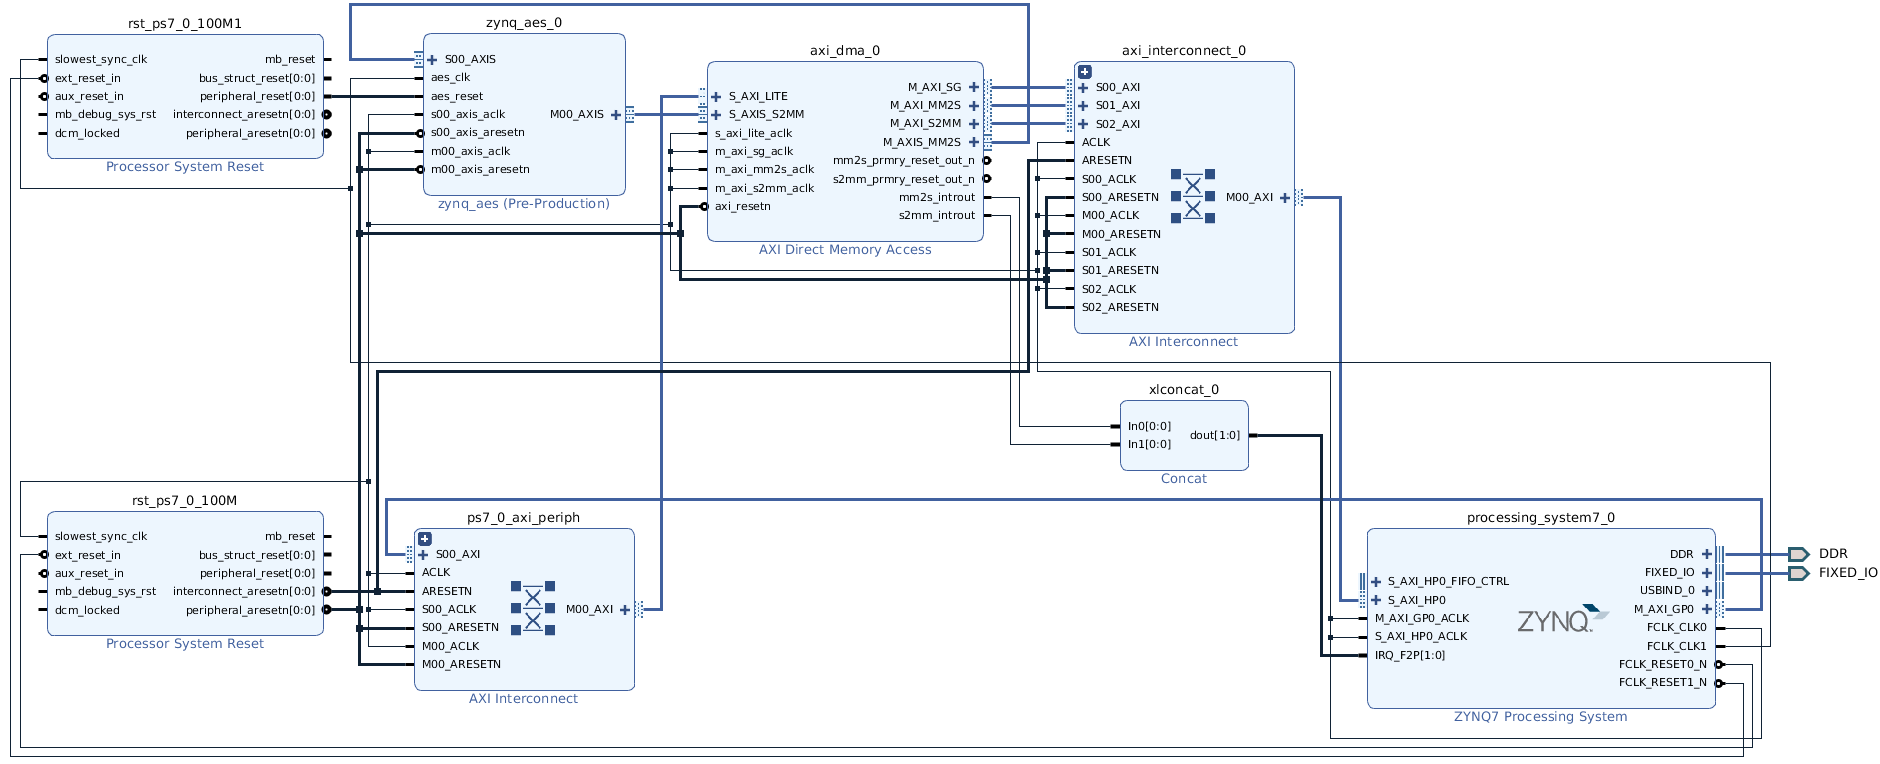 rst_ps7_0_100M1
slowest_sync_clk
ext_reset_in
aux_reset_in
mb_debug_sys_rst
dcm_locked
mb_reset
bus_struct_reset[0:0]
peripheral_reset[0:0]
interconnect_aresetn[0:0]
peripheral_aresetn[0:0]
Processor System Reset
zynq_aes_0
S00_AXIS
aes_clk
aes_reset
s00_axis_aclk
s00_axis_aresetn
m00_axis_aclk
m00_axis_aresetn
M00_AXIS
zynq_aes (Pre-Production)
axi_dma_0
S_AXI_LITE
S_AXIS_S2MM
s_axi_lite_aclk
m_axi_sg_aclk
m_axi_mm2s_aclk
m_axi_s2mm_aclk
axi_resetn
M_AXI_SG
M_AXI_MM2S
M_AXI_S2MM
M_AXIS_MM2S
mm2s_prmry_reset_out_n
s2mm_prmry_reset_out_n
mm2s_introut
s2mm_introut
AXI Direct Memory Access
axi_interconnect_0
S00_AXI
S01_AXI
S02_AXI
ACLK
ARESETN
S00_ACLK
S00_ARESETN
M00_ACLK
M00_ARESETN
S01_ACLK
S01_ARESETN
S02_ACLK
S02_ARESETN
M00_AXI
AXI Interconnect
xlconcat_0
In0[0:0]
In1[0:0]
dout[1:0]
Concat
rst_ps7_0_100M
slowest_sync_clk
ext_reset_in
aux_reset_in
mb_debug_sys_rst
dcm_locked
mb_reset
bus_struct_reset[0:0]
peripheral_reset[0:0]
interconnect_aresetn[0:0]
peripheral_aresetn[0:0]
Processor System Reset
ps7_0_axi_periph
S00_AXI
ACLK
ARESETN
S00_ACLK
S00_ARESETN
M00_ACLK
M00_ARESETN
M00_AXI
AXI Interconnect
processing_system7_0
S_AXI_HP0_FIFO_CTRL
S_AXI_HP0
M_AXI_GP0_ACLK
S_AXI_HP0_ACLK
IRQ_F2P[1:0]
ZYNQ
DDR
FIXED_IO
USBIND_0
M_AXI_GP0
FCLK_CLK0
FCLK_CLK1
FCLK_RESET0_N
FCLK_RESET1_N
ZYNQ7 Processing System
DDR
FIXED_IO